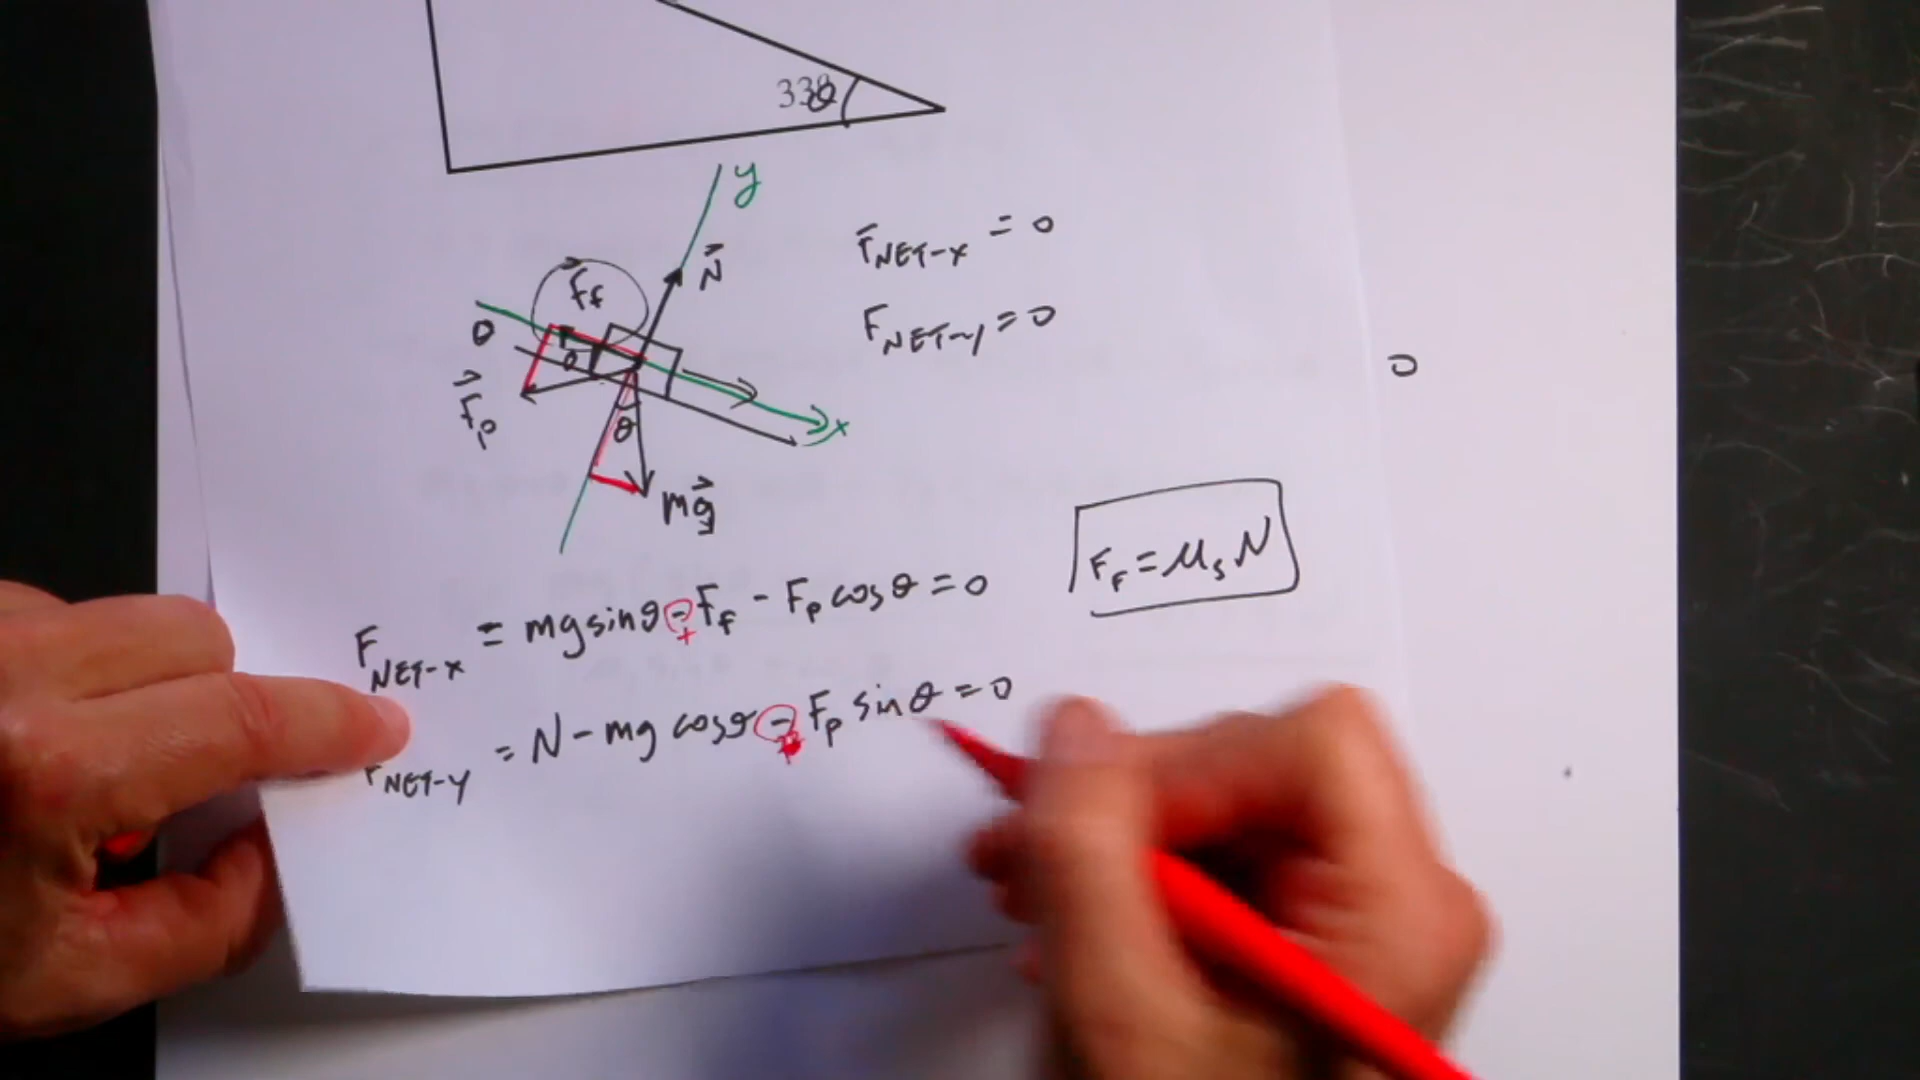 33θ
y
N
F_NET-x = 0
F_f
F_NET-y = 0
θ
θ
F_p
θ
x
mg
F_F = μ_s N
F_NET-x = mg sinθ - F_f - F_p cosθ = 0
+
F_NET-y = N - mg cosθ - F_p sinθ = 0